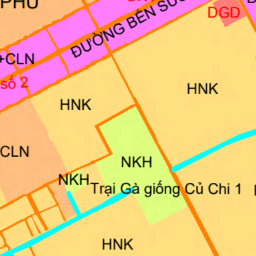 PHÚ
DGD
+CLN
ĐƯỜNG BẾN SÚC
số 2
HNK
HNK
CLN
NKH
NKH
Trại Gà giống Củ Chi 1
HNK